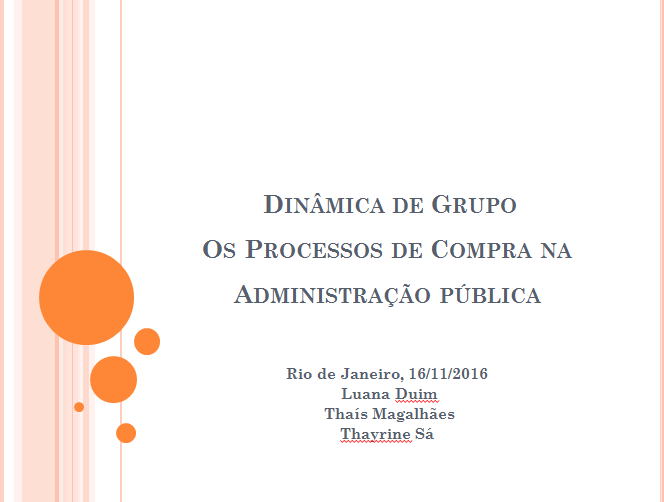 Dinâmica de Grupo
Os Processos de Compra na
Administração pública
Rio de Janeiro, 16/11/2016
Luana Duim
Thaís Magalhães
Thayrine Sá